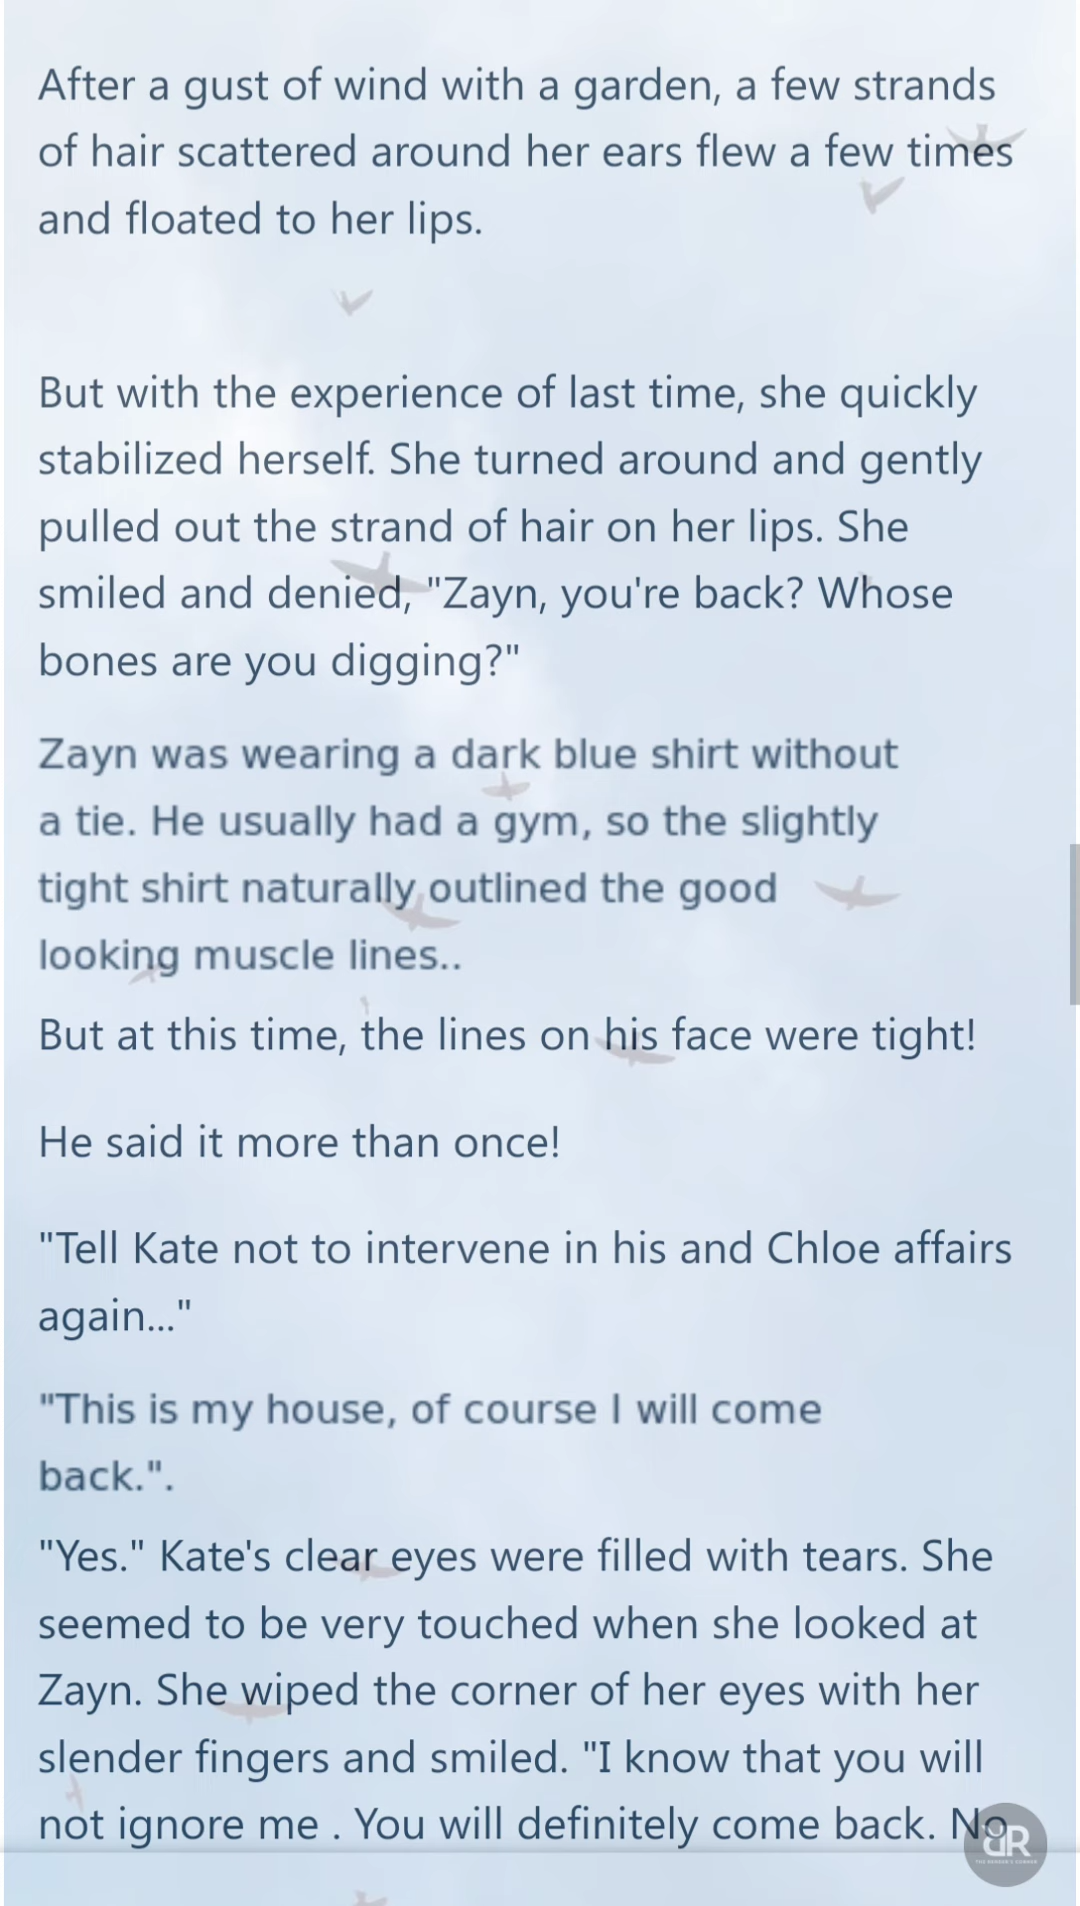 After a gust of wind with a garden, a few strands
of hair scattered around her ears flew a few times
and floated to her lips.
But with the experience of last time, she quickly
stabilized herself. She turned around and gently
pulled out the strand of hair on her lips. She
smiled and denied, "Zayn, you're back? Whose
bones are you digging?"
Zayn was wearing a dark blue shirt without
a tie. He usually had a gym, so the slightly
tight shirt naturally outlined the good
looking muscle lines..
But at this time, the lines on his face were tight!
He said it more than once!
"Tell Kate not to intervene in his and Chloe affairs
again..."
"This is my house, of course I will come
back.".
"Yes." Kate's clear eyes were filled with tears. She
seemed to be very touched when she looked at
Zayn. She wiped the corner of her eyes with her
slender fingers and smiled. "I know that you will
not ignore me . You will definitely come back. No